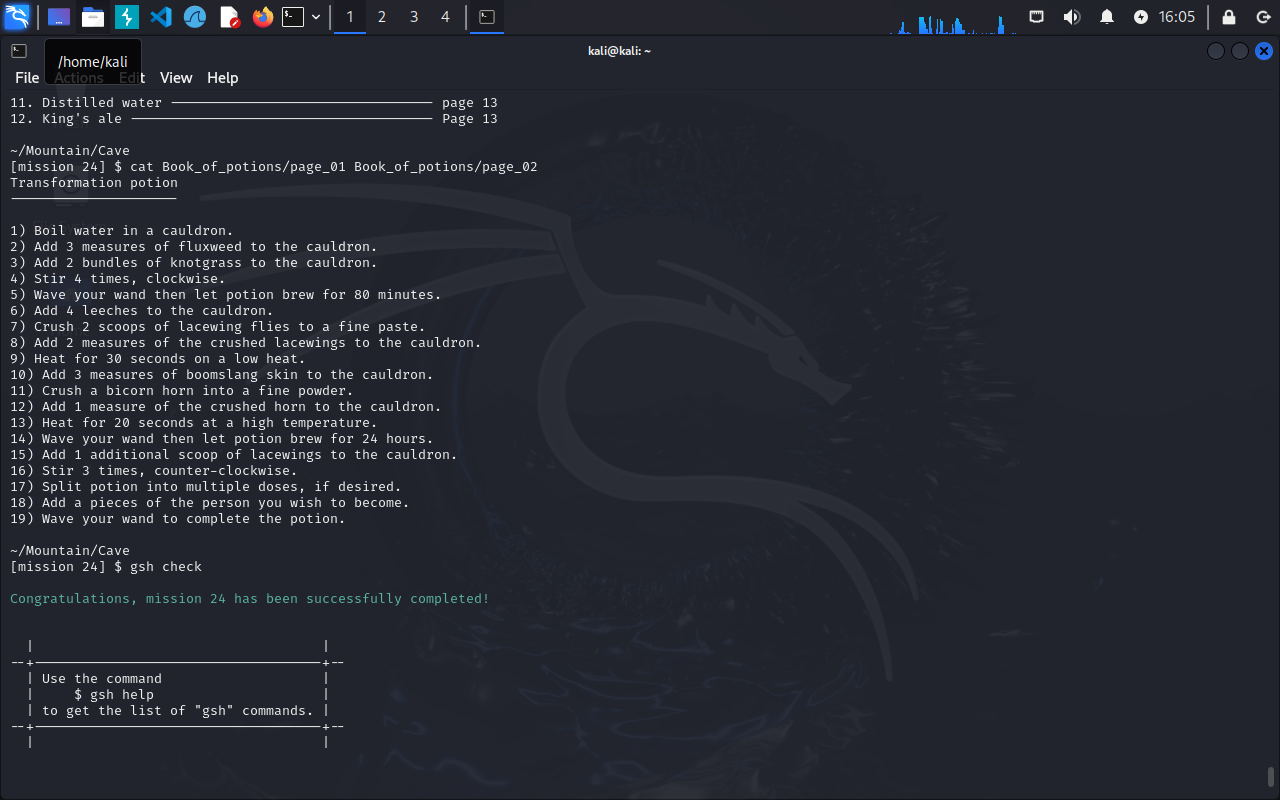 1 2 3 4 16:05
kali@kali: ~
/home/kali
File Actions Edit View Help
11. Distilled water ───────────────────────────────── page 13
12. King's ale ────────────────────────────────────── Page 13
~/Mountain/Cave
[mission 24] $ cat Book_of_potions/page_01 Book_of_potions/page_02
Transformation potion
─────────────────────
1) Boil water in a cauldron.
2) Add 3 measures of fluxweed to the cauldron.
3) Add 2 bundles of knotgrass to the cauldron.
4) Stir 4 times, clockwise.
5) Wave your wand then let potion brew for 80 minutes.
6) Add 4 leeches to the cauldron.
7) Crush 2 scoops of lacewing flies to a fine paste.
8) Add 2 measures of the crushed lacewings to the cauldron.
9) Heat for 30 seconds on a low heat.
10) Add 3 measures of boomslang skin to the cauldron.
11) Crush a bicorn horn into a fine powder.
12) Add 1 measure of the crushed horn to the cauldron.
13) Heat for 20 seconds at a high temperature.
14) Wave your wand then let potion brew for 24 hours.
15) Add 1 additional scoop of lacewings to the cauldron.
16) Stir 3 times, counter-clockwise.
17) Split potion into multiple doses, if desired.
18) Add a pieces of the person you wish to become.
19) Wave your wand to complete the potion.
~/Mountain/Cave
[mission 24] $ gsh check
Congratulations, mission 24 has been successfully completed!
  |                                    |
--+────────────────────────────────────+--
  | Use the command                    |
  |     $ gsh help                     |
  | to get the list of "gsh" commands. |
--+────────────────────────────────────+--
  |                                    |